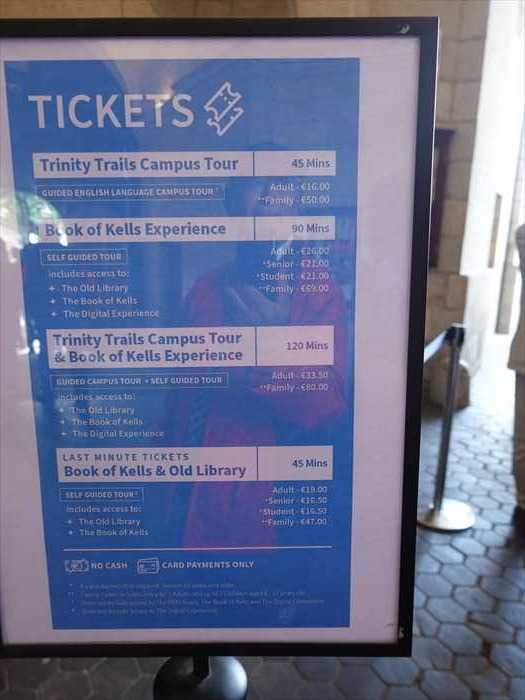 TICKETS
Trinity Trails Campus Tour 45 Mins
GUIDED ENGLISH LANGUAGE CAMPUS TOUR
Adult - €16.00
**Family - €50.00
Book of Kells Experience 90 Mins
SELF GUIDED TOUR
includes access to:
+ The Old Library
+ The Book of Kells
+ The Digital Experience
Adult - €26.00
*Senior - €21.00
*Student - €21.00
**Family - €69.00
Trinity Trails Campus Tour
& Book of Kells Experience 120 Mins
GUIDED CAMPUS TOUR + SELF GUIDED TOUR
includes access to:
+ The Old Library
+ The Book of Kells
+ The Digital Experience
Adult - €33.50
**Family - €80.00
LAST MINUTE TICKETS
Book of Kells & Old Library 45 Mins
SELF GUIDED TOUR
includes access to:
+ The Old Library
+ The Book of Kells
Adult - €19.00
*Senior - €16.50
*Student - €16.50
**Family - €47.00
NO CASH CARD PAYMENTS ONLY